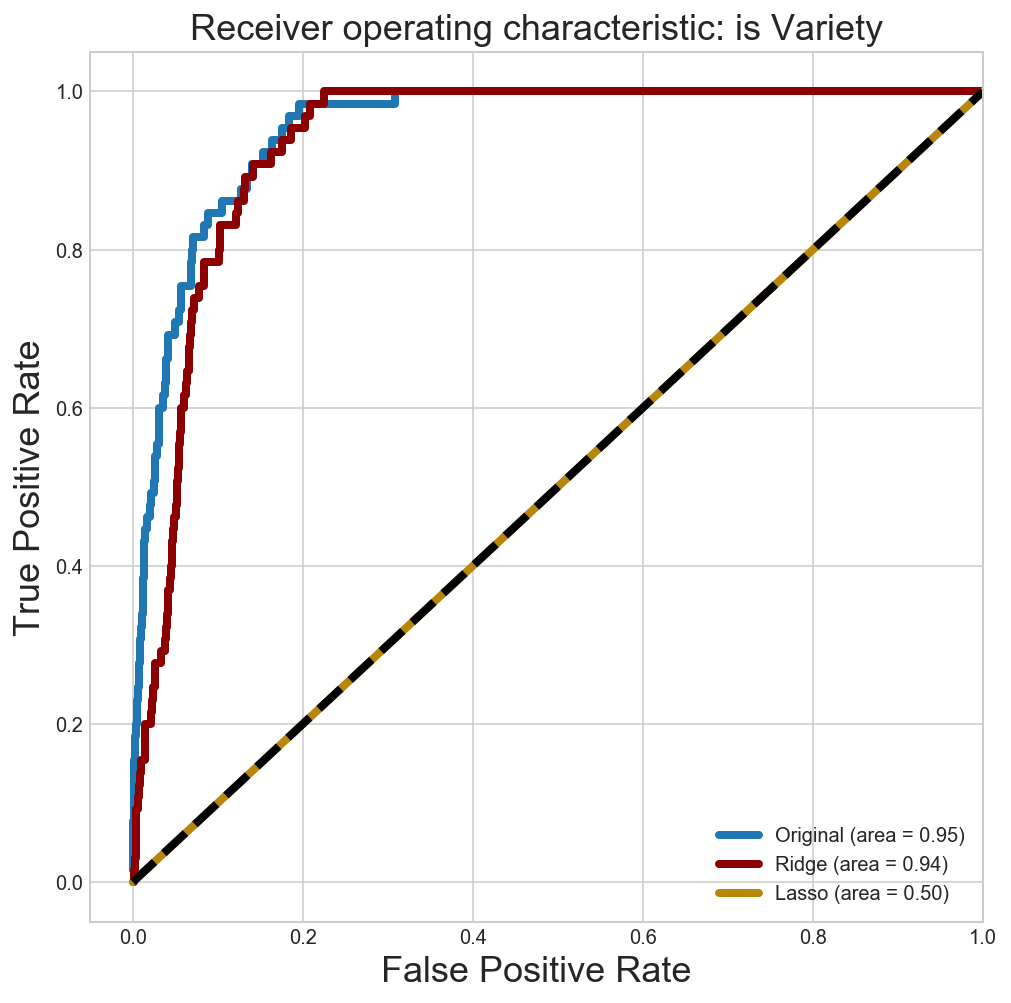 Receiver operating characteristic: is Variety
True Positive Rate
1.0
0.8
0.6
0.4
0.2
0.0
Original (area = 0.95)
Ridge (area = 0.94)
Lasso (area = 0.50)
0.0 0.2 0.4 0.6 0.8 1.0
False Positive Rate